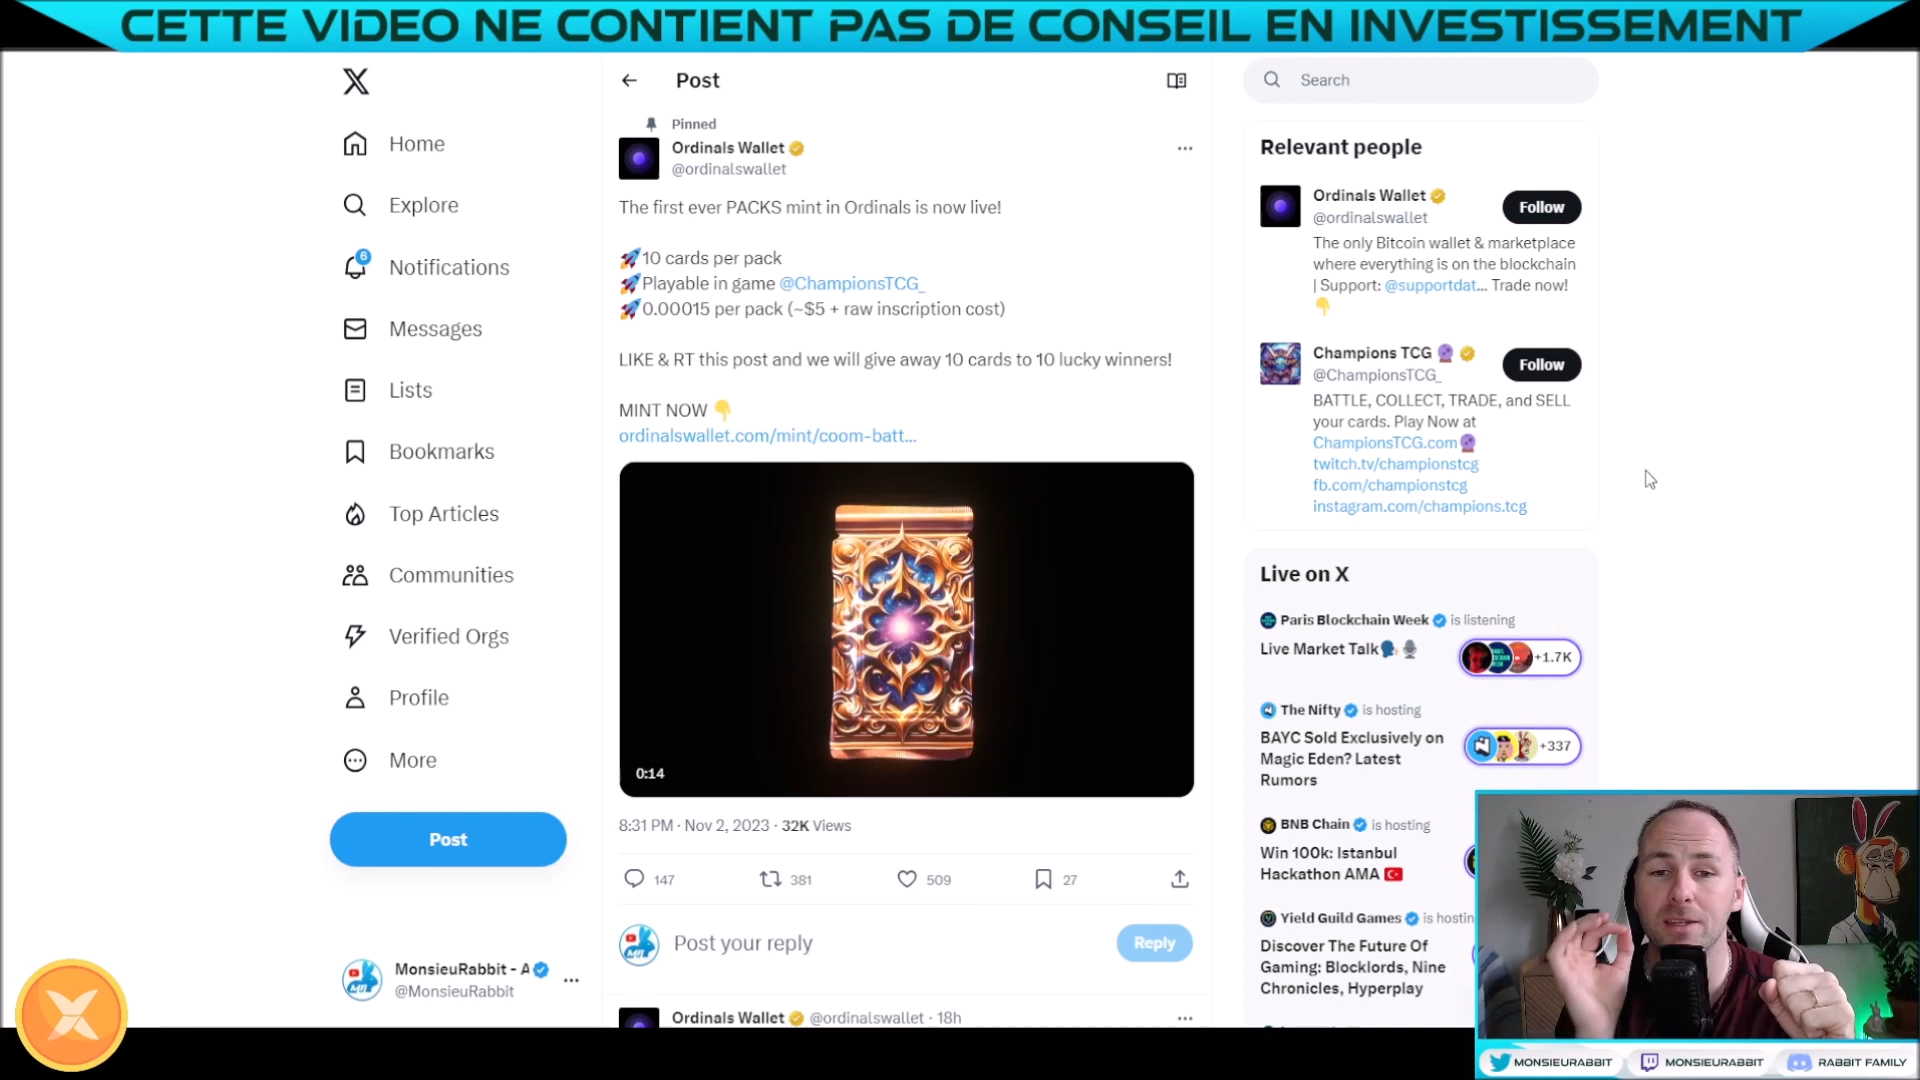 CETTE VIDEO NE CONTIENT PAS DE CONSEIL EN INVESTISSEMENT
Home
Explore
6
Notifications
Messages
Lists
Bookmarks
Top Articles
Communities
Verified Orgs
Profile
More
Post
MonsieuRabbit - A
@MonsieuRabbit
Post
Pinned
Ordinals Wallet
@ordinalswallet
The first ever PACKS mint in Ordinals is now live!
🚀10 cards per pack
🚀Playable in game @ChampionsTCG_
🚀0.00015 per pack (~$5 + raw inscription cost)
LIKE & RT this post and we will give away 10 cards to 10 lucky winners!
MINT NOW 👇
ordinalswallet.com/mint/coom-batt...
0:14
8:31 PM · Nov 2, 2023 · 32K Views
147 381 509 27
Post your reply
Reply
Ordinals Wallet @ordinalswallet · 18h
Search
Relevant people
Ordinals Wallet
@ordinalswallet
Follow
The only Bitcoin wallet & marketplace
where everything is on the blockchain
| Support: @supportdat... Trade now!
👇
Champions TCG 🔮
@ChampionsTCG_
Follow
BATTLE, COLLECT, TRADE, and SELL
your cards. Play Now at
ChampionsTCG.com🔮
twitch.tv/championstcg
fb.com/championstcg
instagram.com/champions.tcg
Live on X
Paris Blockchain Week is listening
Live Market Talk🗣️🎙️
+1.7K
The Nifty is hosting
BAYC Sold Exclusively on
Magic Eden? Latest
Rumors
+337
BNB Chain is hosting
Win 100k: Istanbul
Hackathon AMA 🇹🇷
Yield Guild Games is hostin
Discover The Future Of
Gaming: Blocklords, Nine
Chronicles, Hyperplay
MONSIEURABBIT MONSIEURABBIT RABBIT FAMILY